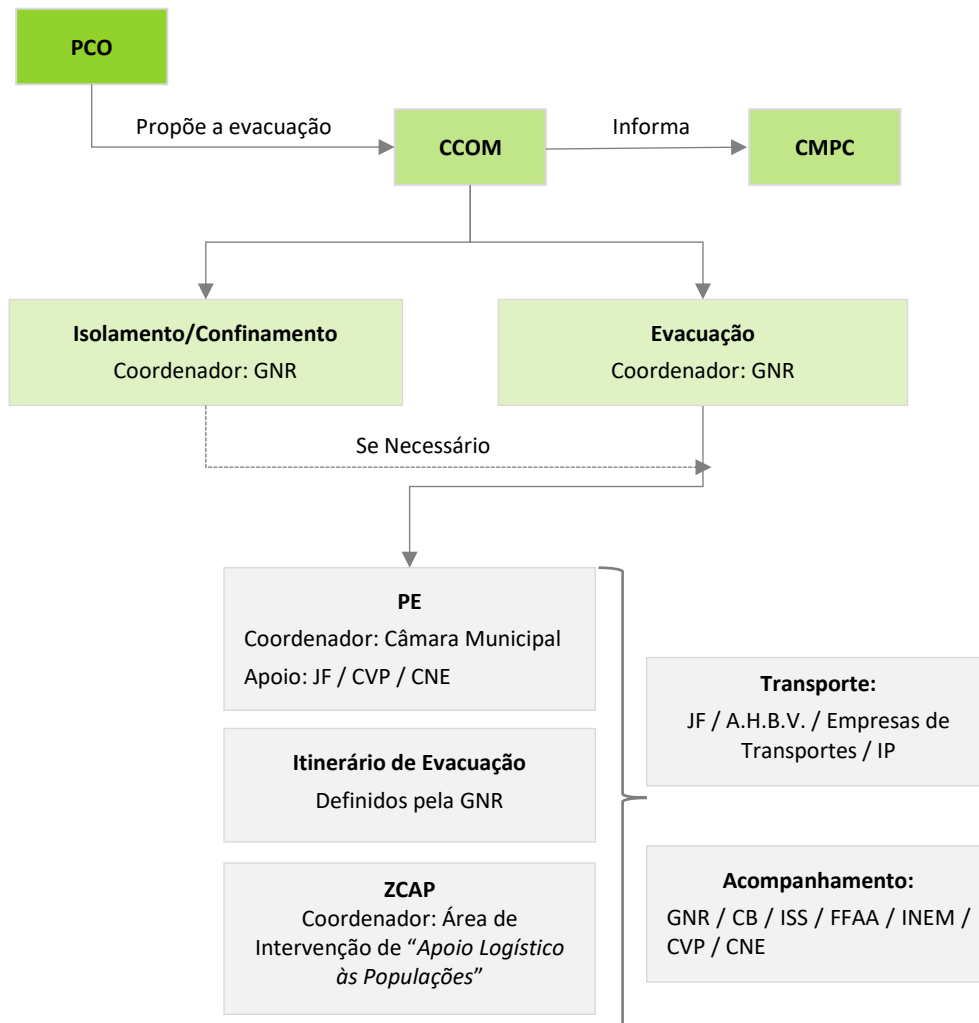 PCO
Propõe a evacuação
CCOM
Informa
CMPC
Isolamento/Confinamento
Coordenador: GNR
Evacuação
Coordenador: GNR
Se Necessário
PE
Coordenador: Câmara Municipal
Apoio: JF / CVP / CNE
Itinerário de Evacuação
Definidos pela GNR
ZCAP
Coordenador: Área de
Intervenção de “Apoio Logístico
às Populações”
Transporte:
JF / A.H.B.V. / Empresas de
Transportes / IP
Acompanhamento:
GNR / CB / ISS / FFAA / INEM /
CVP / CNE